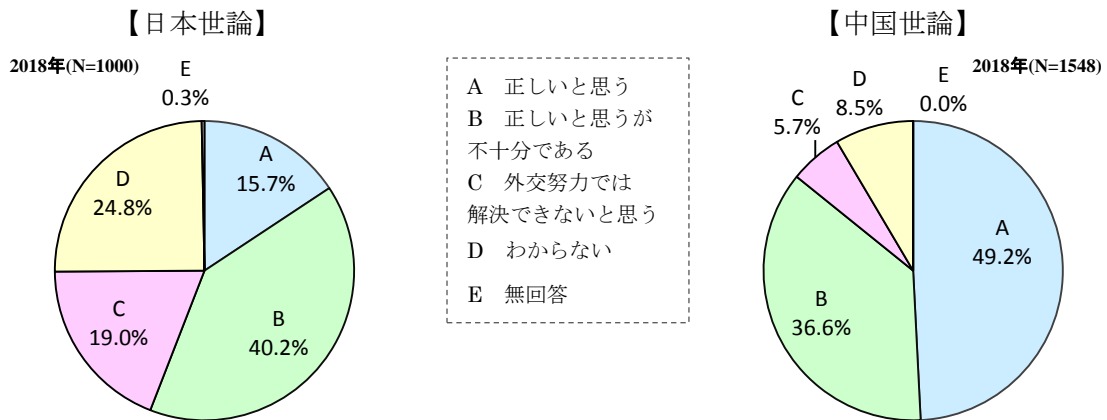 【日本世論】
2018年(N=1000)
E
0.3%
A
15.7%
D
24.8%
C
19.0%
B
40.2%
A 正しいと思う
B 正しいと思うが
不十分である
C 外交努力では
解決できないと思う
D わからない
E 無回答
【中国世論】
2018年(N=1548)
E
0.0%
D
8.5%
C
5.7%
A
49.2%
B
36.6%